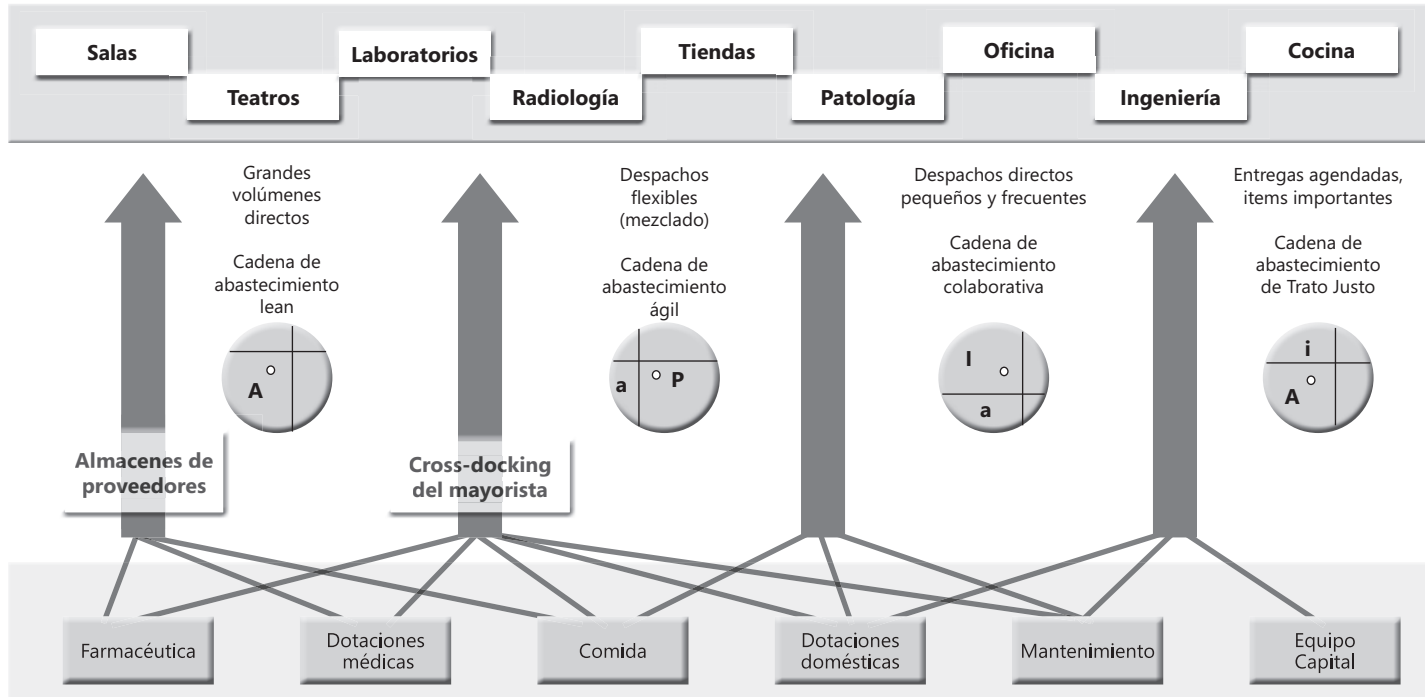 Salas
Laboratorios
Tiendas
Oficina
Cocina
Teatros
Radiología
Patología
Ingeniería
Grandes
volúmenes
directos
Cadena de
abastecimiento
lean
A
Despachos
flexibles
(mezclado)
Cadena de
abastecimiento
ágil
a
P
Despachos directos
pequeños y frecuentes
Cadena de
abastecimiento
colaborativa
I
a
Entregas agendadas,
items importantes
Cadena de
abastecimiento
de Trato Justo
i
A
Almacenes de
proveedores
Cross-docking
del mayorista
Farmacéutica
Dotaciones
médicas
Comida
Dotaciones
domésticas
Mantenimiento
Equipo
Capital